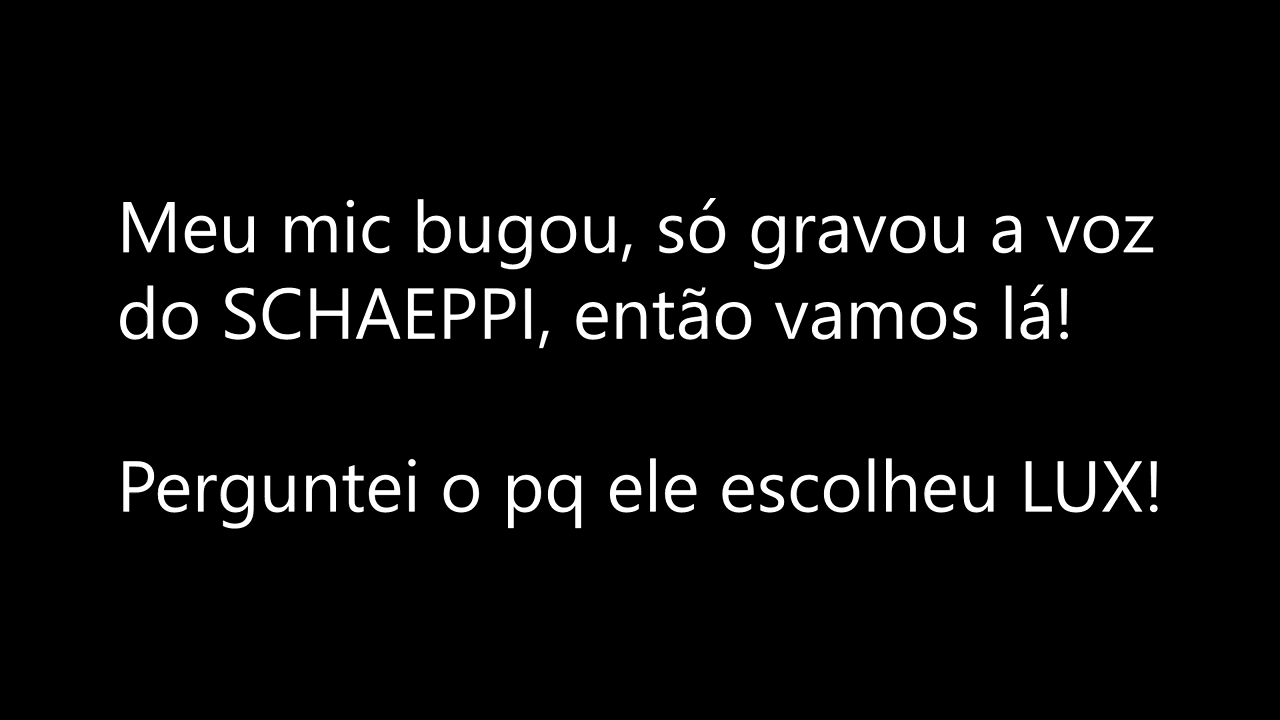 Meu mic bugou, só gravou a voz
do SCHAEPPI, então vamos lá!
Perguntei o pq ele escolheu LUX!